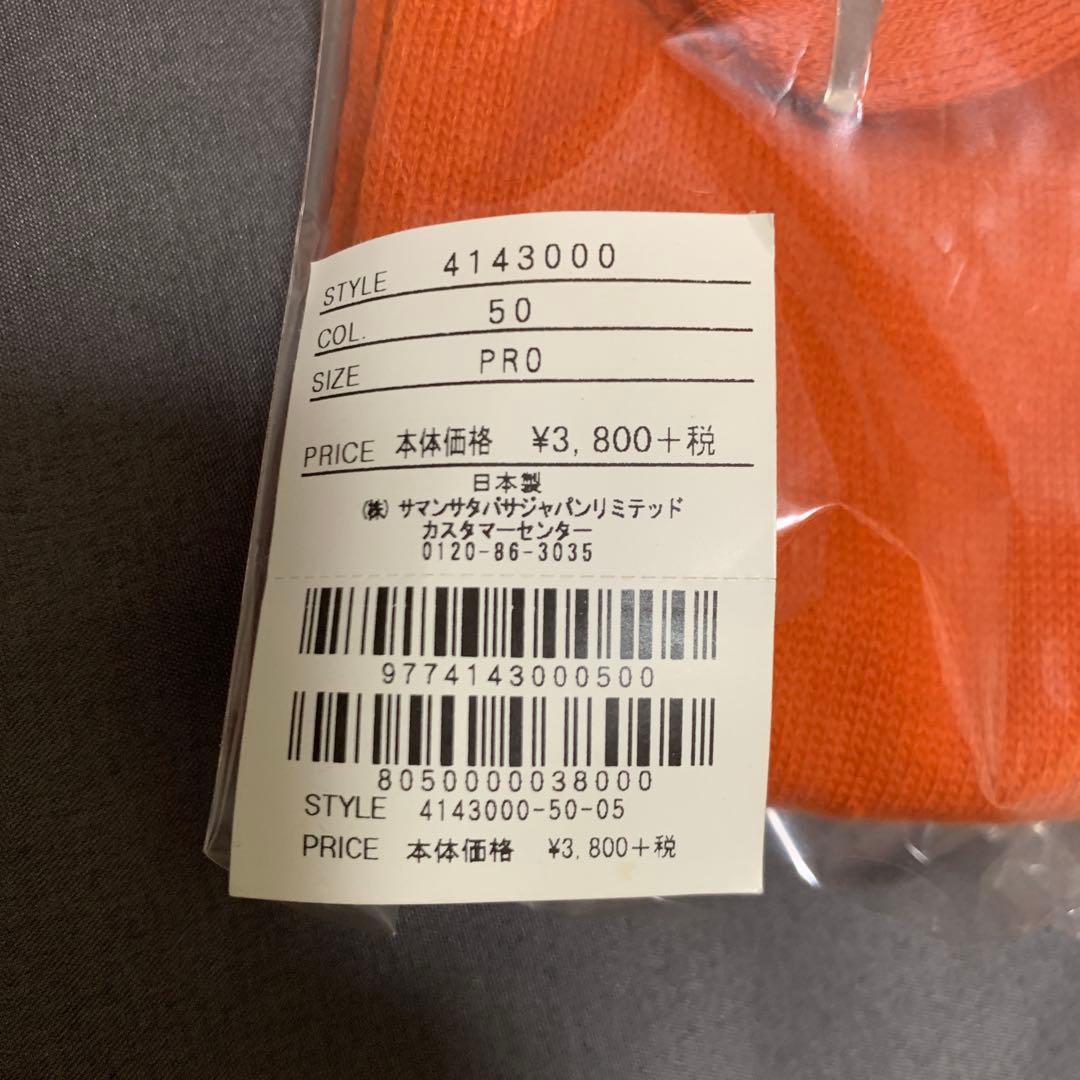 STYLE 4143000
COL. 50
SIZE PRO
PRICE 本体価格 ¥3,800+税
日本製
(株) サマンサタバサジャパンリミテッド
カスタマーセンター
0120-86-3035
9774143000500
8050000038000
STYLE 4143000-50-05
PRICE 本体価格 ¥3,800+税